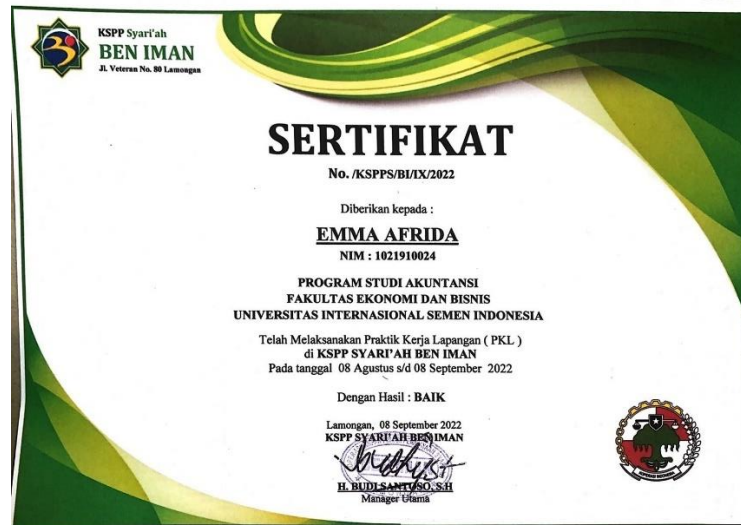 KSPP Syari'ah
BEN IMAN
Jl. Veteran No. 80 Lamongan
SERTIFIKAT
No. /KSPPS/BI/IX/2022
Diberikan kepada :
EMMA AFRIDA
NIM : 1021910024
PROGRAM STUDI AKUNTANSI
FAKULTAS EKONOMI DAN BISNIS
UNIVERSITAS INTERNASIONAL SEMEN INDONESIA
Telah Melaksanakan Praktik Kerja Lapangan ( PKL )
di KSPP SYARI'AH BEN IMAN
Pada tanggal 08 Agustus s/d 08 September 2022
Dengan Hasil : BAIK
Lamongan, 08 September 2022
KSPP SYARI'AH BEN IMAN
H. BUDI SANTOSO, S.H
Manager Utama
KOPERASI INDONESIA